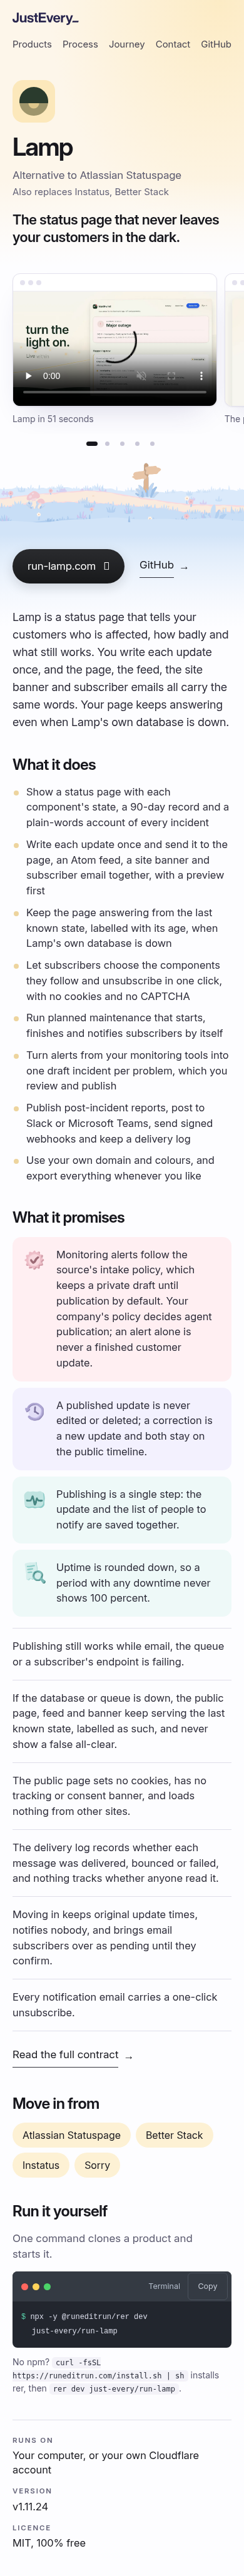 JustEvery_
Products Process Journey Contact GitHub
Lamp
Alternative to Atlassian Statuspage
Also replaces Instatus, Better Stack
The status page that never leaves
your customers in the dark.
turn the
light on.
Major outage
0:00
Lamp in 51 seconds
The
run-lamp.com
GitHub →
Lamp is a status page that tells your
customers who is affected, how badly and
what still works. You write each update
once, and the page, the feed, the site
banner and subscriber emails all carry the
same words. Your page keeps answering
even when Lamp's own database is down.
What it does
Show a status page with each
component's state, a 90-day record and a
plain-words account of every incident
Write each update once and send it to the
page, an Atom feed, a site banner and
subscriber email together, with a preview
first
Keep the page answering from the last
known state, labelled with its age, when
Lamp's own database is down
Let subscribers choose the components
they follow and unsubscribe in one click,
with no cookies and no CAPTCHA
Run planned maintenance that starts,
finishes and notifies subscribers by itself
Turn alerts from your monitoring tools into
one draft incident per problem, which you
review and publish
Publish post-incident reports, post to
Slack or Microsoft Teams, send signed
webhooks and keep a delivery log
Use your own domain and colours, and
export everything whenever you like
What it promises
Monitoring alerts follow the
source's intake policy, which
keeps a private draft until
publication by default. Your
company's policy decides agent
publication; an alert alone is
never a finished customer
update.
A published update is never
edited or deleted; a correction is
a new update and both stay on
the public timeline.
Publishing is a single step: the
update and the list of people to
notify are saved together.
Uptime is rounded down, so a
period with any downtime never
shows 100 percent.
Publishing still works while email, the queue
or a subscriber's endpoint is failing.
If the database or queue is down, the public
page, feed and banner keep serving the last
known state, labelled as such, and never
show a false all-clear.
The public page sets no cookies, has no
tracking or consent banner, and loads
nothing from other sites.
The delivery log records whether each
message was delivered, bounced or failed,
and nothing tracks whether anyone read it.
Moving in keeps original update times,
notifies nobody, and brings email
subscribers over as pending until they
confirm.
Every notification email carries a one-click
unsubscribe.
Read the full contract →
Move in from
Atlassian Statuspage Better Stack
Instatus Sorry
Run it yourself
One command clones a product and
starts it.
Terminal Copy
$ npx -y @runeditrun/rer dev
just-every/run-lamp
No npm? curl -fsSL
https://runeditrun.com/install.sh | sh installs
rer, then rer dev just-every/run-lamp .
RUNS ON
Your computer, or your own Cloudflare
account
VERSION
v1.11.24
LICENCE
MIT, 100% free